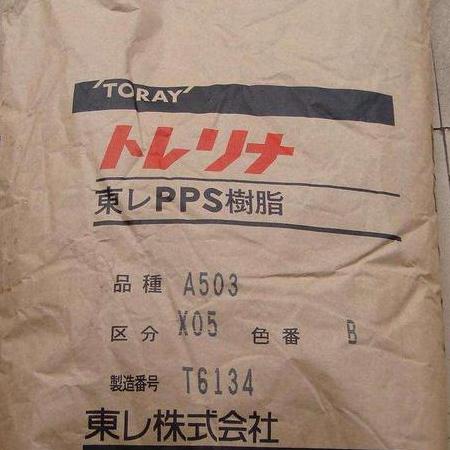 TORAY
トレリナ
東レPPS樹脂
品種 A503
区分 X05 色番 B
製造番号 T6134
東レ株式会社